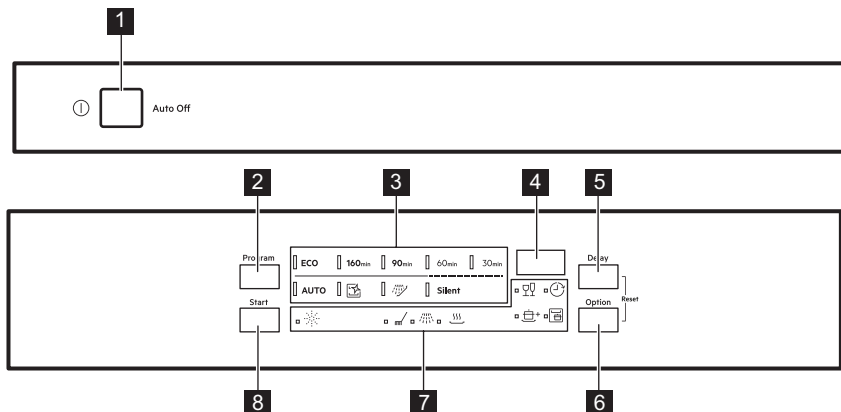 1
Auto Off
2 3 4 5
Program
ECO 160min 90min 60min 30min
Delay
AUTO Silent
Reset
Start
Option
8 7 6